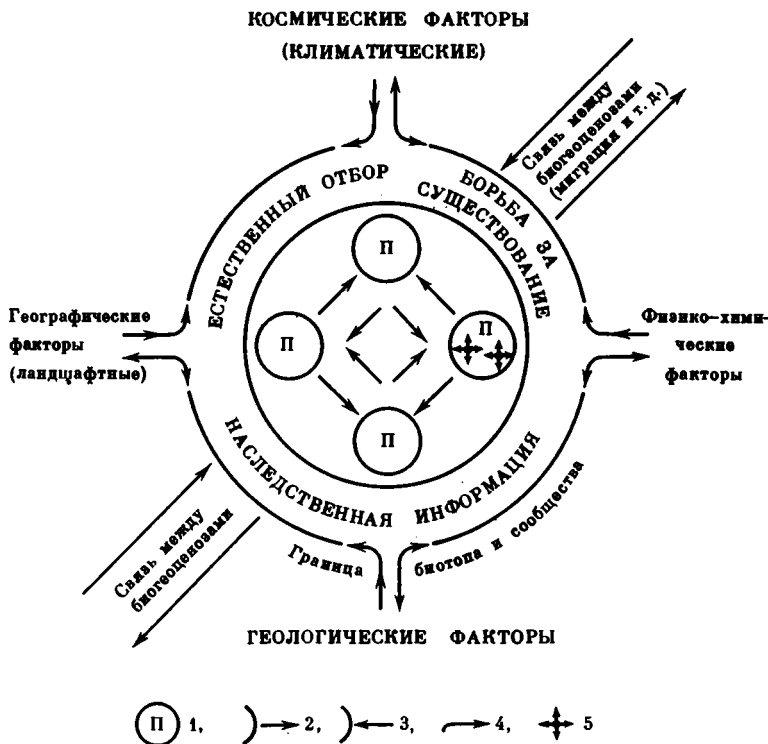 КОСМИЧЕСКИЕ ФАКТОРЫ
(КЛИМАТИЧЕСКИЕ)
Связь между
биогеоценозами
(миграция и т. д.)
ЕСТЕСТВЕННЫЙ ОТБОР
БОРЬБА ЗА
СУЩЕСТВОВАНИЕ
П
Географические
факторы
(ландшафтные)
П
П
Физико-хими-
ческие
факторы
П
НАСЛЕДСТВЕННАЯ ИНФОРМАЦИЯ
Связь между
биогеоценозами
Граница биотопа и сообщества
ГЕОЛОГИЧЕСКИЕ ФАКТОРЫ
П 1, 2, 3, 4, 5